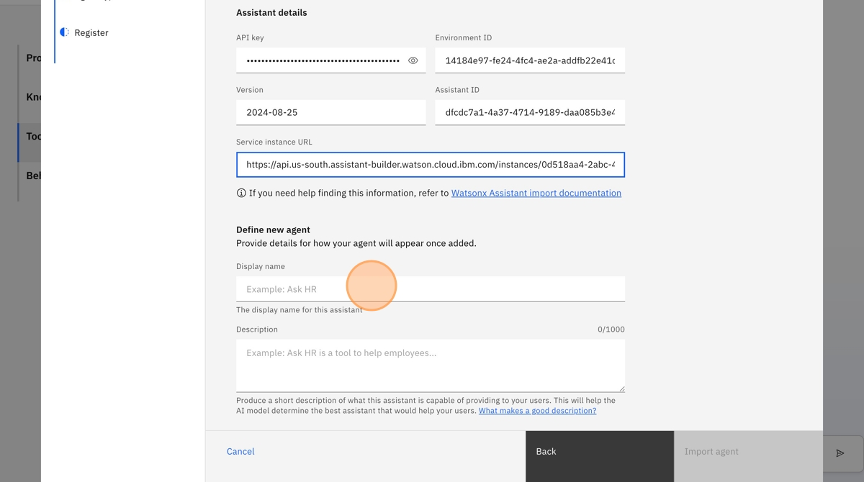 Assistant details
Register
API key
Environment ID
••••••••••••••••••••••••••••••••••••••••••
14184e97-fe24-4fc4-ae2a-addfb22e41
Version
Assistant ID
2024-08-25
dfcdc7a1-4a37-4714-9189-daa085b3e4
Service instance URL
https://api.us-south.assistant-builder.watson.cloud.ibm.com/instances/0d518aa4-2abc-4
If you need help finding this information, refer to Watsonx Assistant import documentation
Define new agent
Provide details for how your agent will appear once added.
Display name
Example: Ask HR
The display name for this assistant
Description
0/1000
Example: Ask HR is a tool to help employees...
Produce a short description of what this assistant is capable of providing to your users. This will help the
AI model determine the best assistant that would help your users. What makes a good description?
Cancel
Back
Import agent